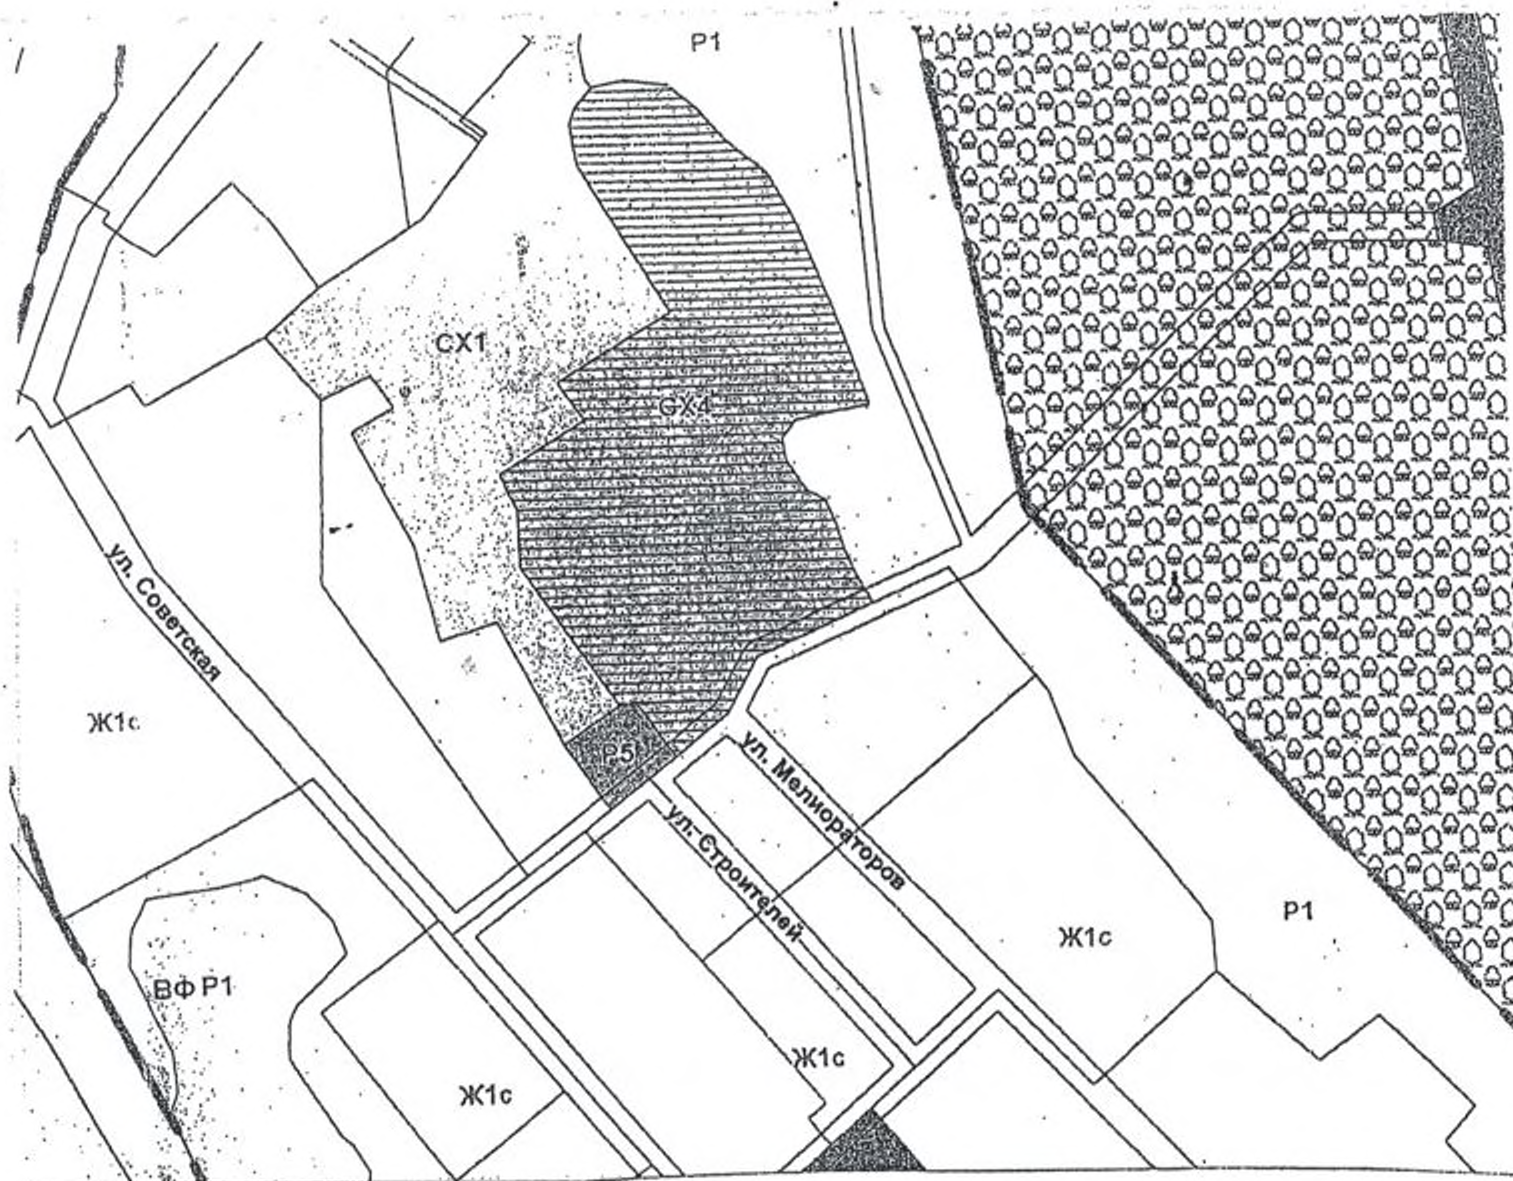 Р1
СХ1
СХ4
ул. Советская
Ж1с
Р5
ул. Мелиораторов
ул. Строителей
Р1
Ж1с
ВФ Р1
Ж1с
Ж1с